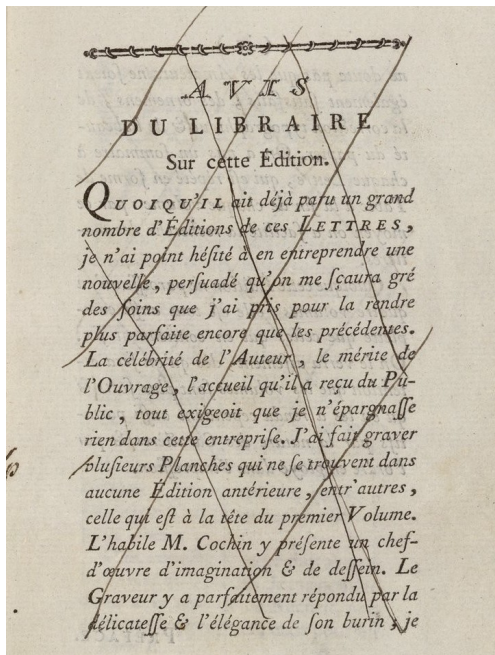 AVIS
DU LIBRAIRE
Sur cette Édition.
QUOIQU'IL ait déjà paru un grand
nombre d'Éditions de ces LETTRES,
je n'ai point héſité à en entreprendre une
nouvelle, perſuadé qu'on me ſçaura gré
des ſoins que j'ai pris pour la rendre
plus parfaite encore que les précédentes.
La célébrité de l'Auteur, le mérite de
l'Ouvrage, l'accueil qu'il a reçu du Pu-
blic, tout exigeoit que je n'épargnaſſe
rien dans cette entrepriſe. J'ai fait graver
pluſieurs Planches qui ne ſe trouvent dans
aucune Édition antérieure, entr'autres,
celle qui eſt à la tête du premier Volume.
L'habile M. Cochin y préſente un chef-
d'œuvre d'imagination & de deſſein. Le
Graveur y a parfaitement répondu par la
délicateſſe & l'élégance de ſon burin ; je